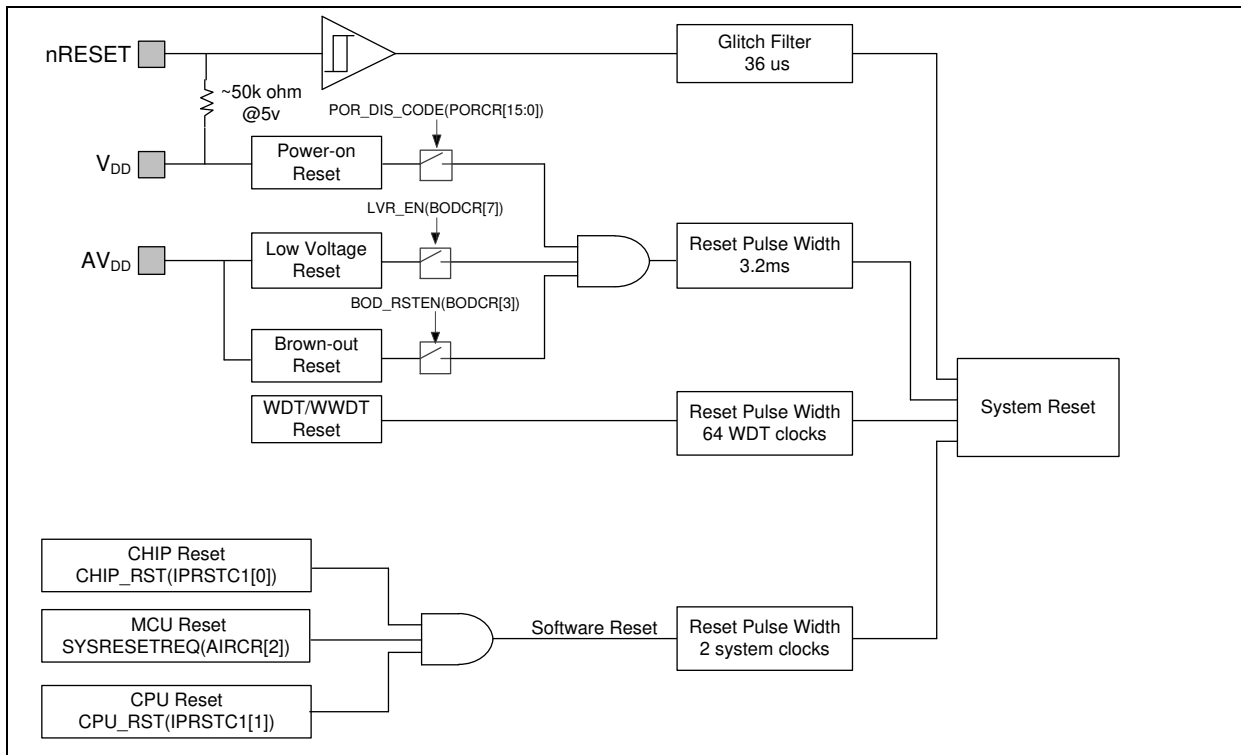 nRESET
Glitch Filter
36 us
~50k ohm
@5v
POR_DIS_CODE(PORCR[15:0])
VDD
Power-on
Reset
LVR_EN(BODCR[7])
AVDD
Low Voltage
Reset
Reset Pulse Width
3.2ms
BOD_RSTEN(BODCR[3])
Brown-out
Reset
WDT/WWDT
Reset
Reset Pulse Width
64 WDT clocks
System Reset
CHIP Reset
CHIP_RST(IPRSTC1[0])
MCU Reset
SYSRESETREQ(AIRCR[2])
Software Reset
Reset Pulse Width
2 system clocks
CPU Reset
CPU_RST(IPRSTC1[1])